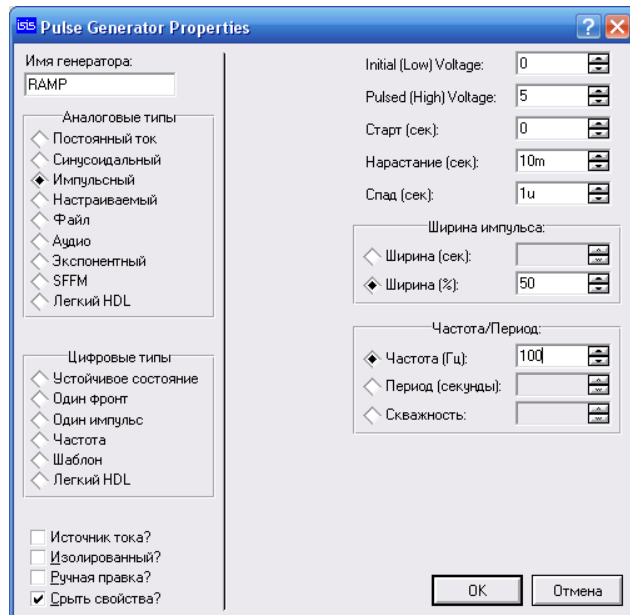 isis Pulse Generator Properties
Имя генератора:
RAMP
Аналоговые типы
Постоянный ток
Синусоидальный
Импульсный
Настраиваемый
Файл
Аудио
Экспонентный
SFFM
Легкий HDL
Цифровые типы
Устойчивое состояние
Один фронт
Один импульс
Частота
Шаблон
Легкий HDL
Источник тока?
Изолированный?
Ручная правка?
Срыть свойства?
Initial (Low) Voltage: 0
Pulsed (High) Voltage: 5
Старт (сек): 0
Нарастание (сек): 10m
Спад (сек): 1u
Ширина импульса:
Ширина (сек):
Ширина (%): 50
Частота/Период:
Частота (Гц): 100
Период (секунды):
Скважность:
OK Отмена